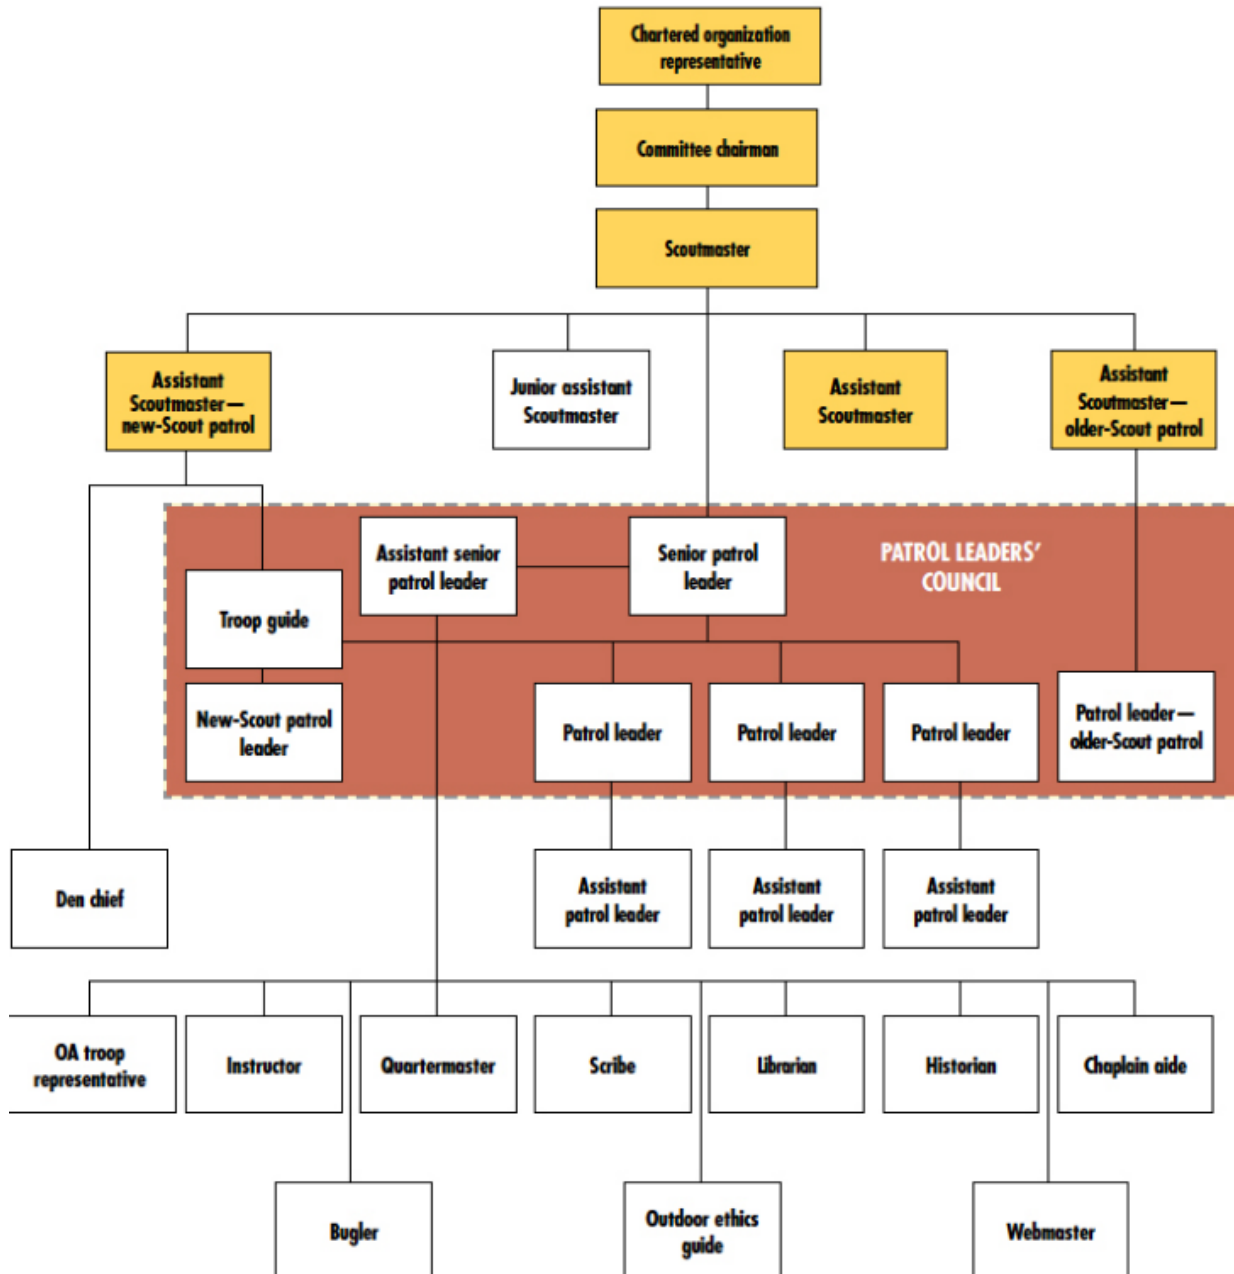 Chartered organization
representative
Committee chairman
Scoutmaster
Assistant
Scoutmaster—
new-Scout patrol
Junior assistant
Scoutmaster
Assistant
Scoutmaster
Assistant
Scoutmaster—
older-Scout patrol
Assistant senior
patrol leader
Senior patrol
leader
PATROL LEADERS’
COUNCIL
Troop guide
New-Scout patrol
leader
Patrol leader
Patrol leader
Patrol leader
Patrol leader—
older-Scout patrol
Den chief
Assistant
patrol leader
Assistant
patrol leader
Assistant
patrol leader
OA troop
representative
Instructor
Quartermaster
Scribe
Librarian
Historian
Chaplain aide
Bugler
Outdoor ethics
guide
Webmaster